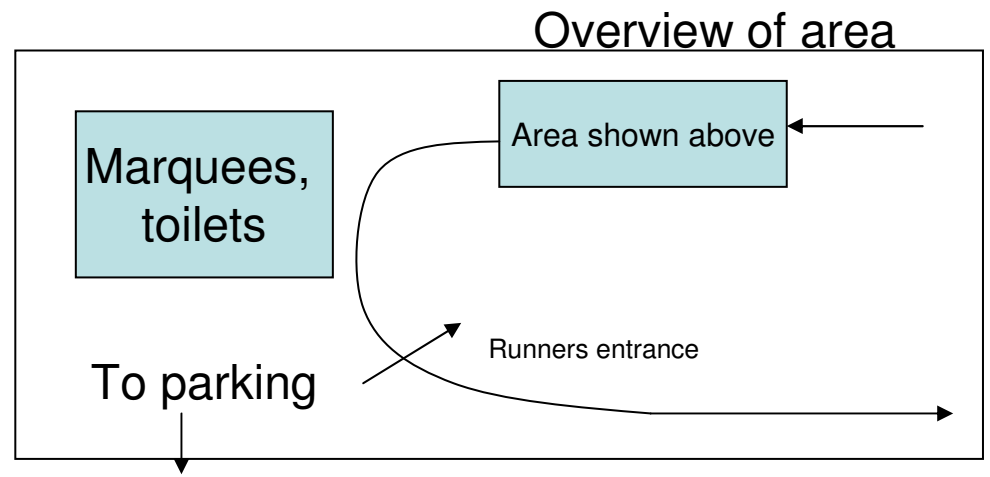 Overview of area
Area shown above
Marquees,
toilets
Runners entrance
To parking